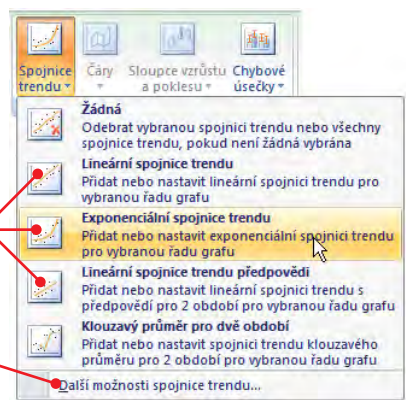 Spojnice trendu
Čáry
Sloupce vzrůstu a poklesu
Chybové úsečky
Žádná
Odebrat vybranou spojnici trendu nebo všechny
spojnice trendu, pokud není žádná vybrána
Lineární spojnice trendu
Přidat nebo nastavit lineární spojnici trendu pro
vybranou řadu grafu
Exponenciální spojnice trendu
Přidat nebo nastavit exponenciální spojnici trendu
pro vybranou řadu grafu
Lineární spojnice trendu předpovědi
Přidat nebo nastavit lineární spojnici trendu s
předpovědí pro 2 období pro vybranou řadu grafu
Klouzavý průměr pro dvě období
Přidat nebo nastavit spojnici trendu klouzavého
průměru pro 2 období pro vybranou řadu grafu
Další možnosti spojnice trendu...